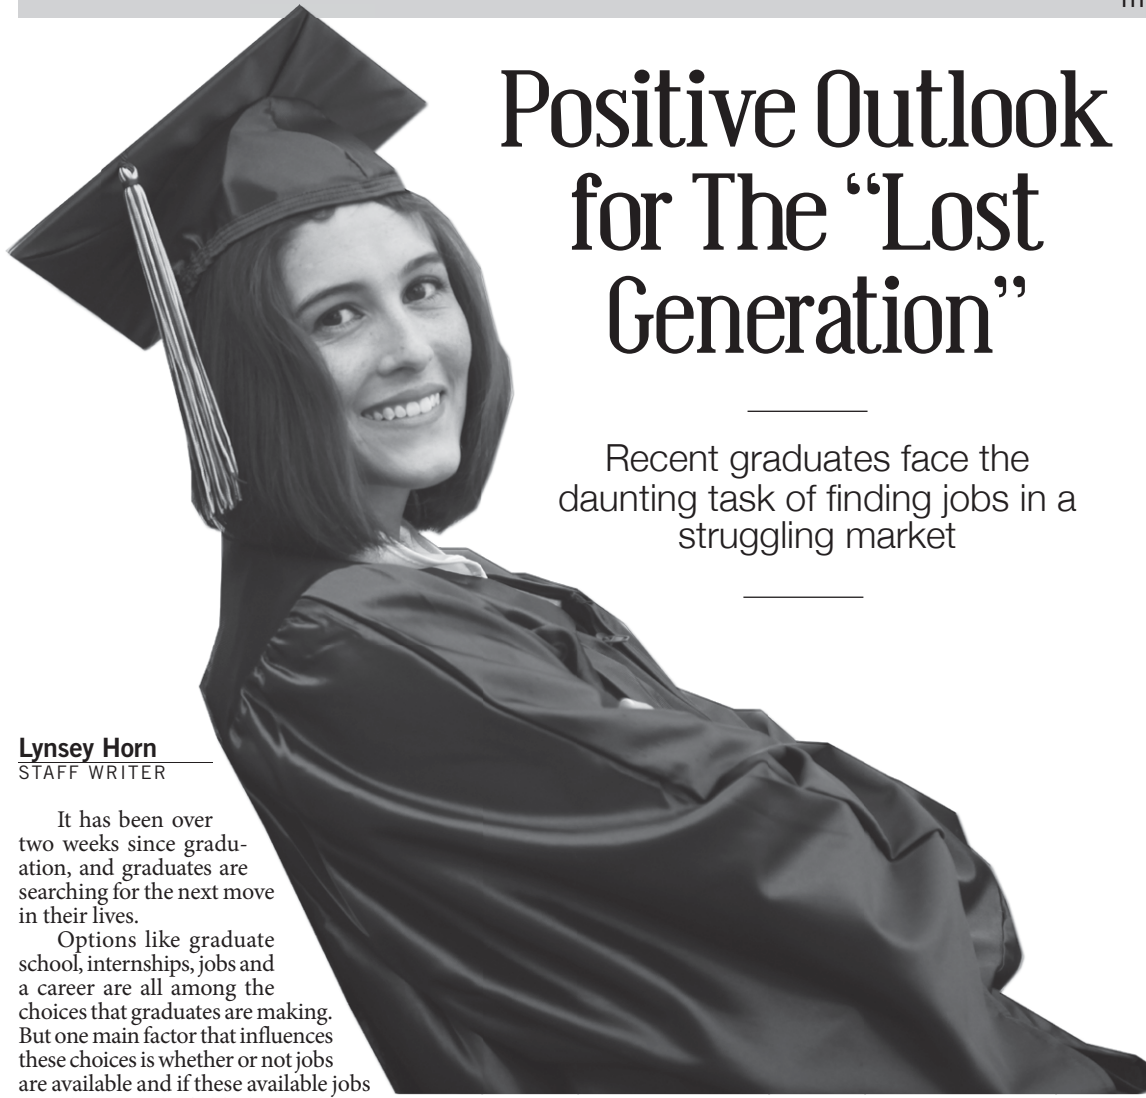 Positive Outlook
for The “Lost
Generation”
Recent graduates face the
daunting task of finding jobs in a
struggling market
Lynsey Horn
STAFF WRITER
It has been over
two weeks since gradu-
ation, and graduates are
searching for the next move
in their lives.
Options like graduate
school, internships, jobs and
a career are all among the
choices that graduates are making.
But one main factor that influences
these choices is whether or not jobs
are available and if these available jobs